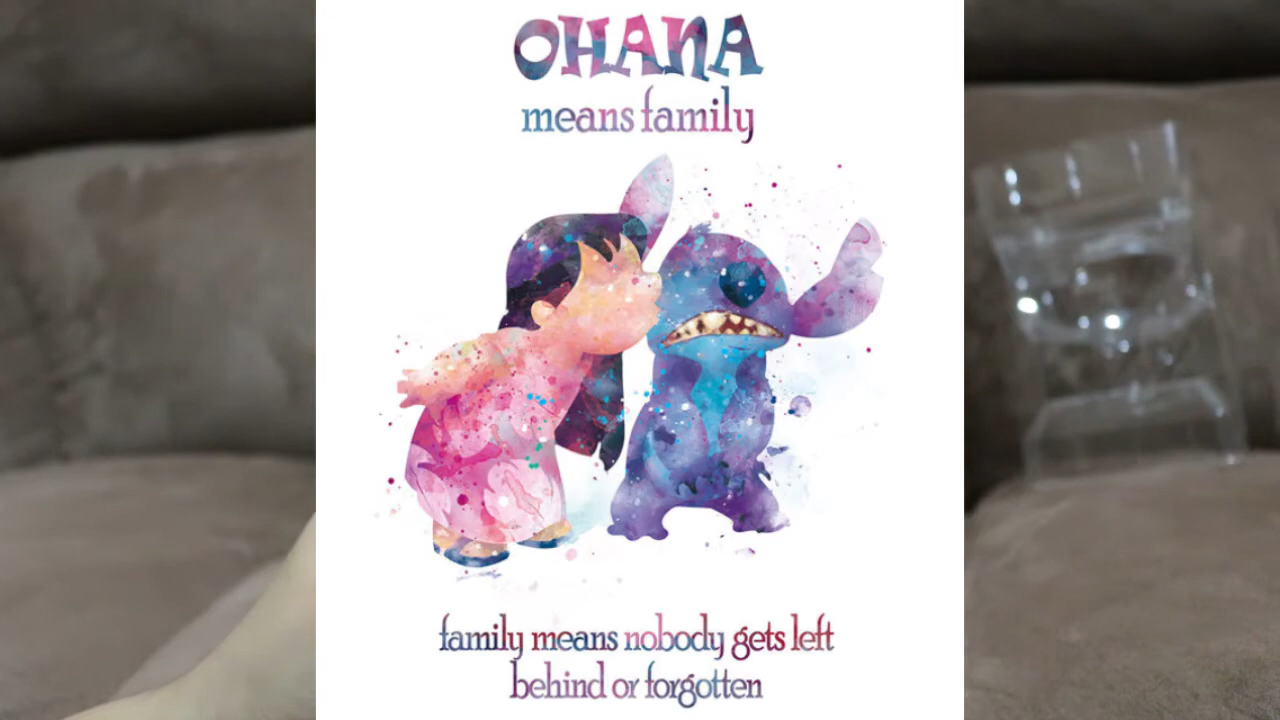 OHANA
means family
family means nobody gets left
behind or forgotten